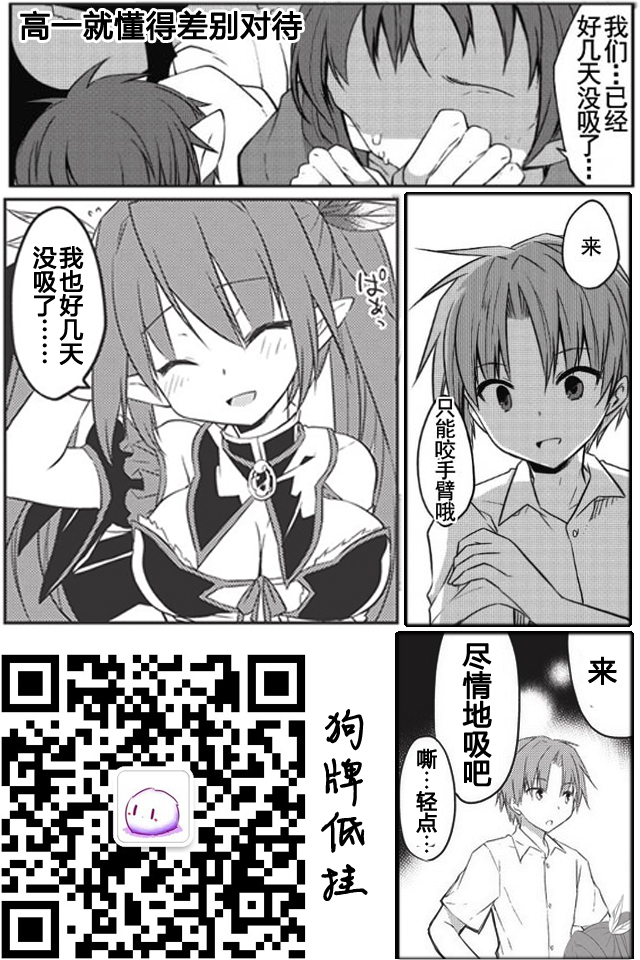 高一就懂得差别对待
我们…已经
好几天没吸了…
来
只能咬手臂哦
我也好几天
没吸了……
ぱぁっ
来
尽情地吸吧
嘶…轻点…
狗牌低挂